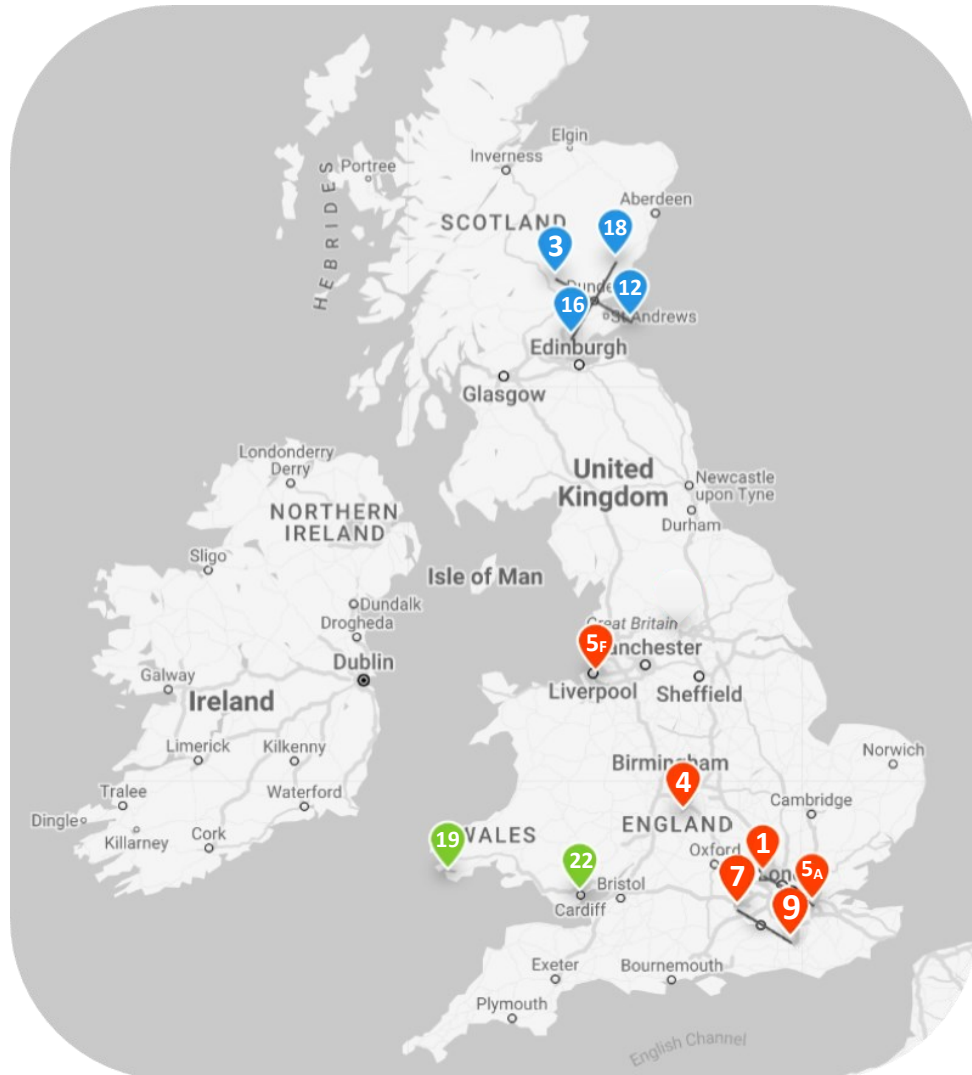 Elgin
Inverness
Portree
HEBRIDES
Aberdeen
SCOTLAND
18
3
12
16
St Andrews
Edinburgh
Glasgow
Londonderry
Derry
United
Kingdom
Newcastle
upon Tyne
NORTHERN
IRELAND
Durham
Sligo
Isle of Man
Dundalk
Drogheda
Great Britain
5F
anchester
Dublin
Galway
Liverpool
Sheffield
Ireland
Limerick
Kilkenny
Norwich
Birmingham
4
Tralee
Waterford
Cambridge
Dingle
Killarney
Cork
ENGLAND
19
WALES
1
Oxford
22
7
5A
Bristol
9
Cardiff
Exeter
Bournemouth
Plymouth
English Channel